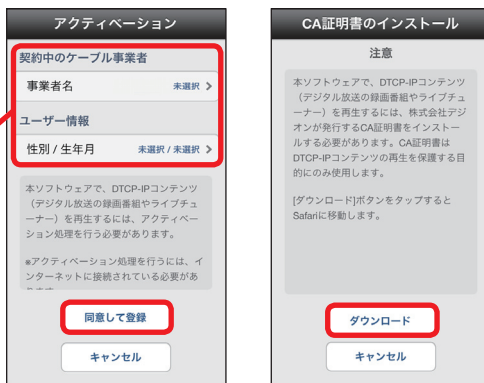 アクティベーション
契約中のケーブル事業者
事業者名 未選択 >
ユーザー情報
性別 / 生年月 未選択 / 未選択 >
本ソフトウェアで、DTCP-IPコンテンツ
(デジタル放送の録画番組やライブチュ
ーナー)を再生するには、アクティベー
ション処理を行う必要があります。
※アクティベーション処理を行うには、イ
ンターネットに接続されている必要があ
同意して登録
キャンセル
CA証明書のインストール
注意
本ソフトウェアで、DTCP-IPコンテンツ
(デジタル放送の録画番組やライブチュ
ーナー)を再生するには、株式会社デジ
オンが発行するCA証明書をインストー
ルする必要があります。CA証明書は
DTCP-IPコンテンツの再生を保護する目
的にのみ使用します。
[ダウンロード]ボタンをタップすると
Safariに移動します。
ダウンロード
キャンセル